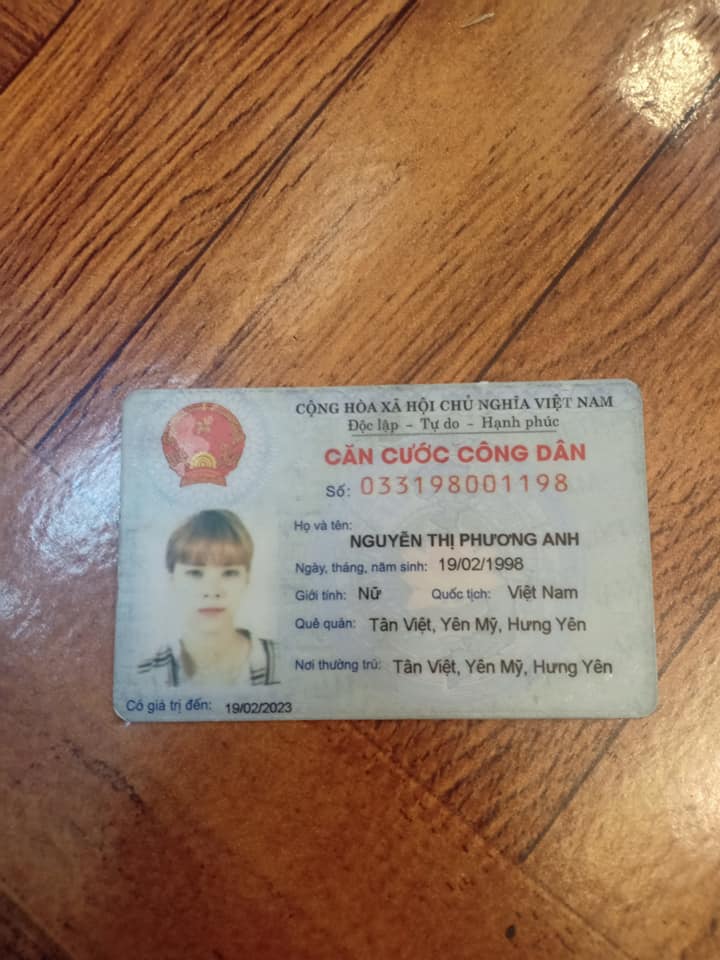 CỘNG HÒA XÃ HỘI CHỦ NGHĨA VIỆT NAM
Độc lập - Tự do - Hạnh phúc
CĂN CƯỚC CÔNG DÂN
Số: 033198001198
Họ và tên:
NGUYỄN THỊ PHƯƠNG ANH
Ngày, tháng, năm sinh: 19/02/1998
Giới tính: Nữ Quốc tịch: Việt Nam
Quê quán: Tân Việt, Yên Mỹ, Hưng Yên
Nơi thường trú: Tân Việt, Yên Mỹ, Hưng Yên
Có giá trị đến: 19/02/2023